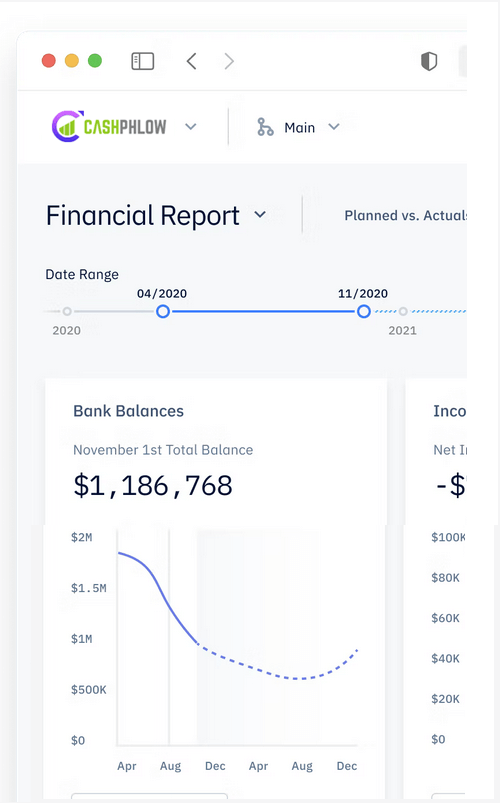 CASHPHLOW
Main
Financial Report
Planned vs. Actuals
Date Range
04/2020
11/2020
2020
2021
Bank Balances
November 1st Total Balance
$1,186,768
$2M
$1.5M
$1M
$500K
$0
Apr Aug Dec Apr Aug Dec
Inco
Net I
-$
$100K
$80K
$60K
$40K
$20K
$0